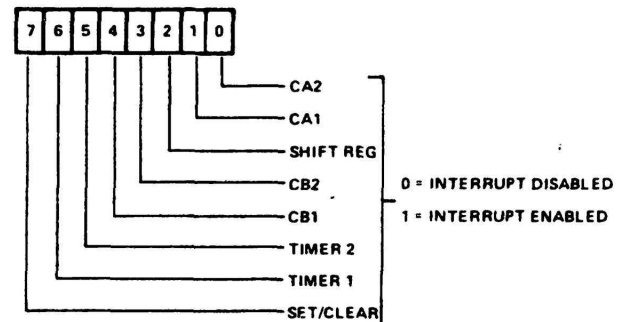 7 6 5 4 3 2 1 0
CA2
CA1
SHIFT REG
CB2
0 = INTERRUPT DISABLED
CB1
1 = INTERRUPT ENABLED
TIMER 2
TIMER 1
SET/CLEAR